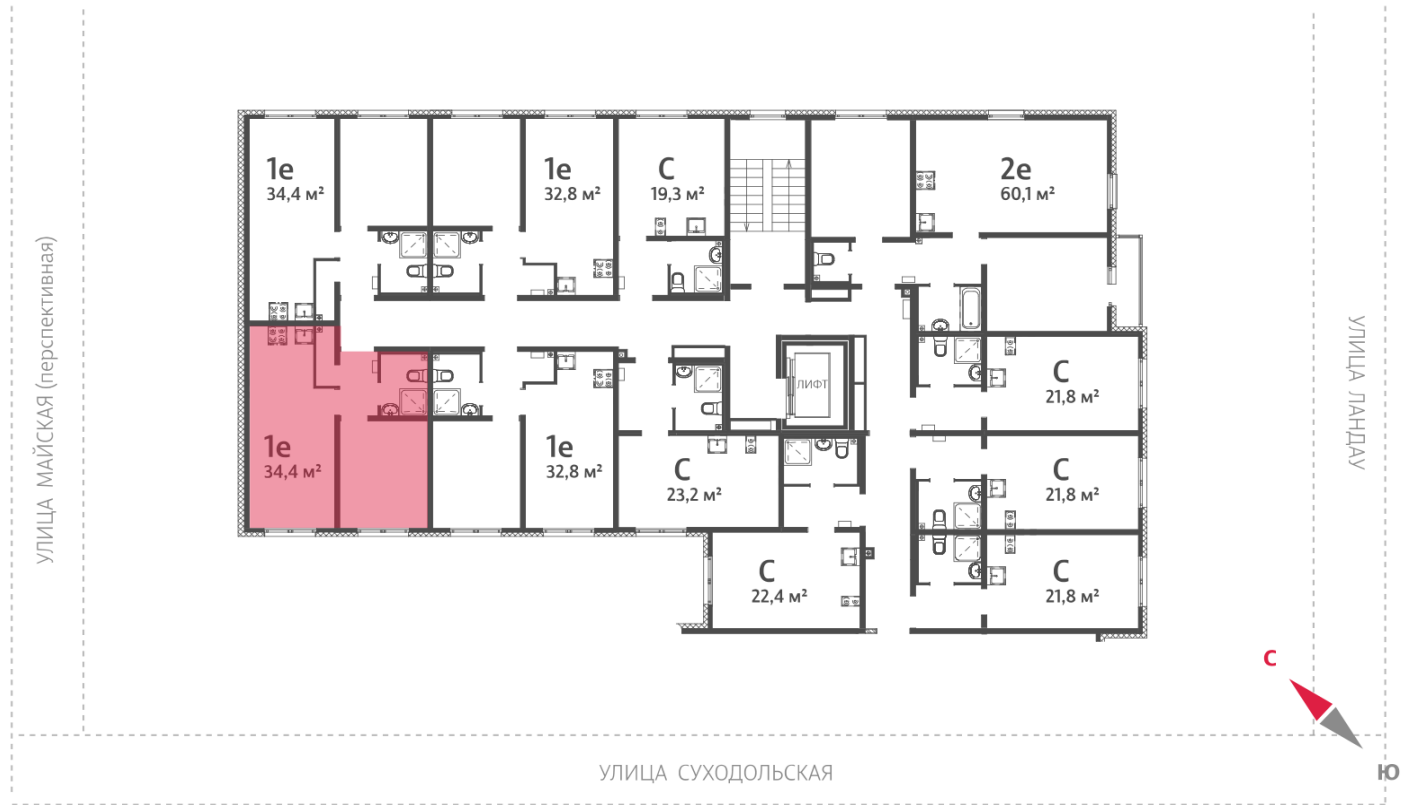 1е
34,4 м²
1е
32,8 м²
С
19,3 м²
2е
60,1 м²
УЛИЦА МАЙСКАЯ (перспективная)
УЛИЦА ЛАНДАУ
ЛИФТ
С
21,8 м²
1е
34,4 м²
1е
32,8 м²
С
23,2 м²
С
21,8 м²
С
22,4 м²
С
21,8 м²
С
Ю
УЛИЦА СУХОДОЛЬСКАЯ